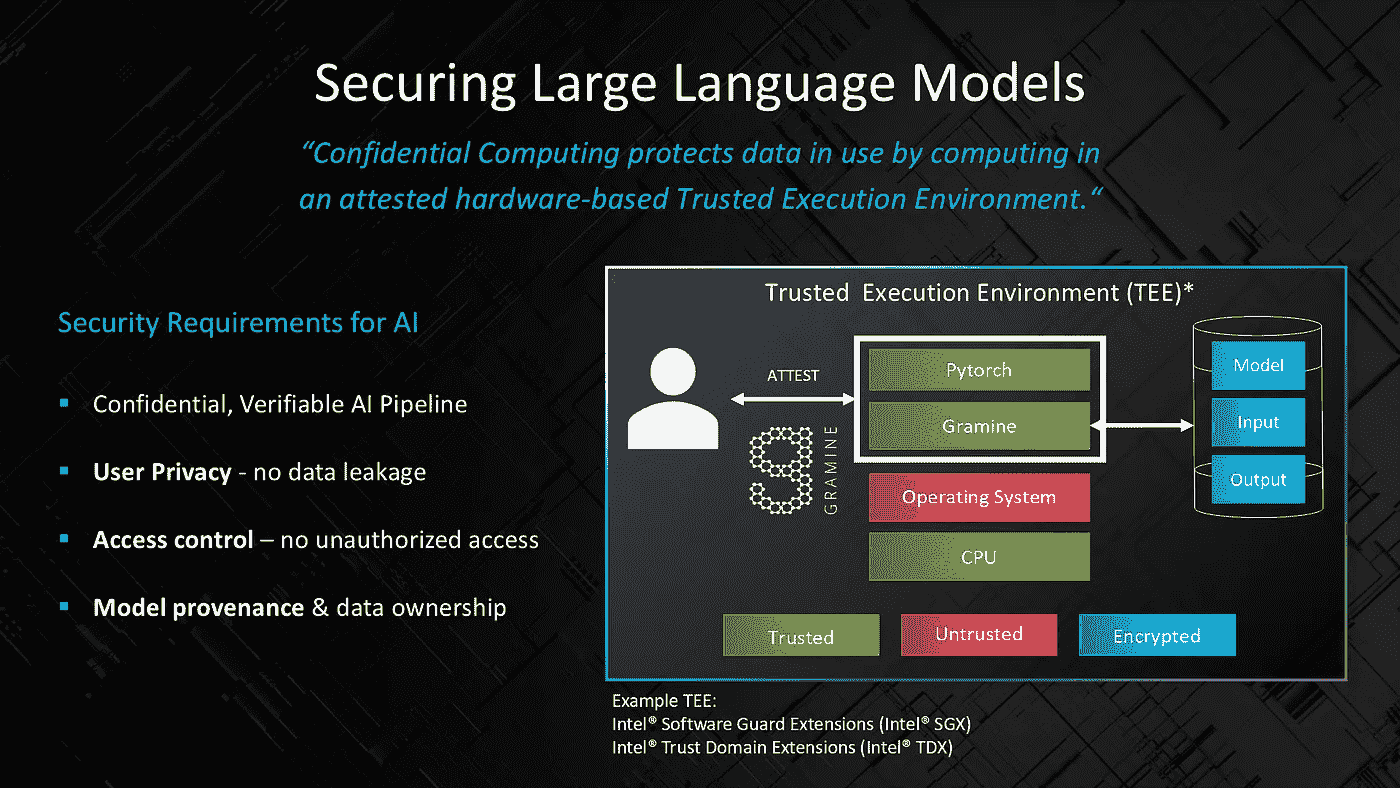 Securing Large Language Models
“Confidential Computing protects data in use by computing in
an attested hardware-based Trusted Execution Environment.“
Security Requirements for AI
▪ Confidential, Verifiable AI Pipeline
▪ User Privacy - no data leakage
▪ Access control – no unauthorized access
▪ Model provenance & data ownership
Trusted Execution Environment (TEE)*
ATTEST
GRAMINE
Pytorch
Gramine
Operating System
CPU
Model
Input
Output
Trusted
Untrusted
Encrypted
Example TEE:
Intel® Software Guard Extensions (Intel® SGX)
Intel® Trust Domain Extensions (Intel® TDX)